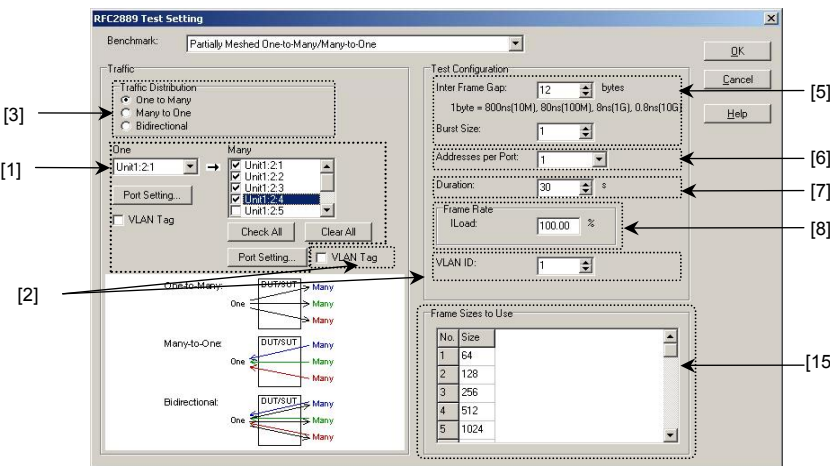 RFC2889 Test Setting
Benchmark: Partially Meshed One-to-Many/Many-to-One
OK
Cancel
Help
Traffic
Traffic Distribution
One to Many
Many to One
Bidirectional
[3]
One
Many
[1]
Unit1:2:1
Unit1:2:1
Unit1:2:2
Unit1:2:3
Unit1:2:4
Unit1:2:5
Port Setting...
VLAN Tag
Check All
Clear All
Port Setting...
VLAN Tag
[2]
One-to-Many:
DUT/SUT
One
Many
Many
Many
Many-to-One:
DUT/SUT
One
Many
Many
Many
Bidirectional:
DUT/SUT
One
Many
Many
Many
Test Configuration
Inter Frame Gap: 12 bytes
[5]
1byte = 800ns(10M), 80ns(100M), 8ns(1G), 0.8ns(10G)
Burst Size: 1
Addresses per Port: 1
[6]
Duration: 30 s
[7]
Frame Rate
ILoad: 100.00 %
[8]
VLAN ID: 1
Frame Sizes to Use
No. Size
1 64
2 128
3 256
4 512
5 1024
[15